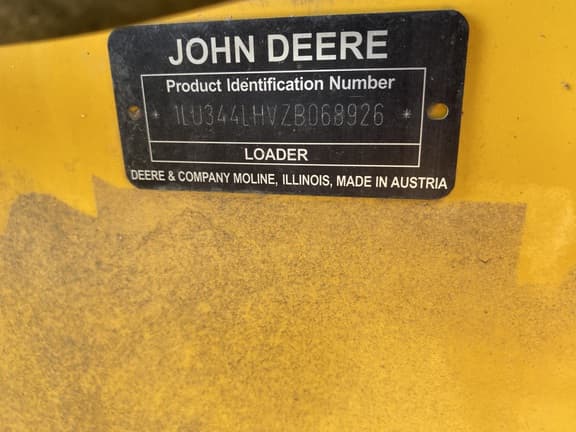 JOHN DEERE
Product Identification Number
* 1LU344LHVZB068926 *
LOADER
DEERE & COMPANY MOLINE, ILLINOIS, MADE IN AUSTRIA